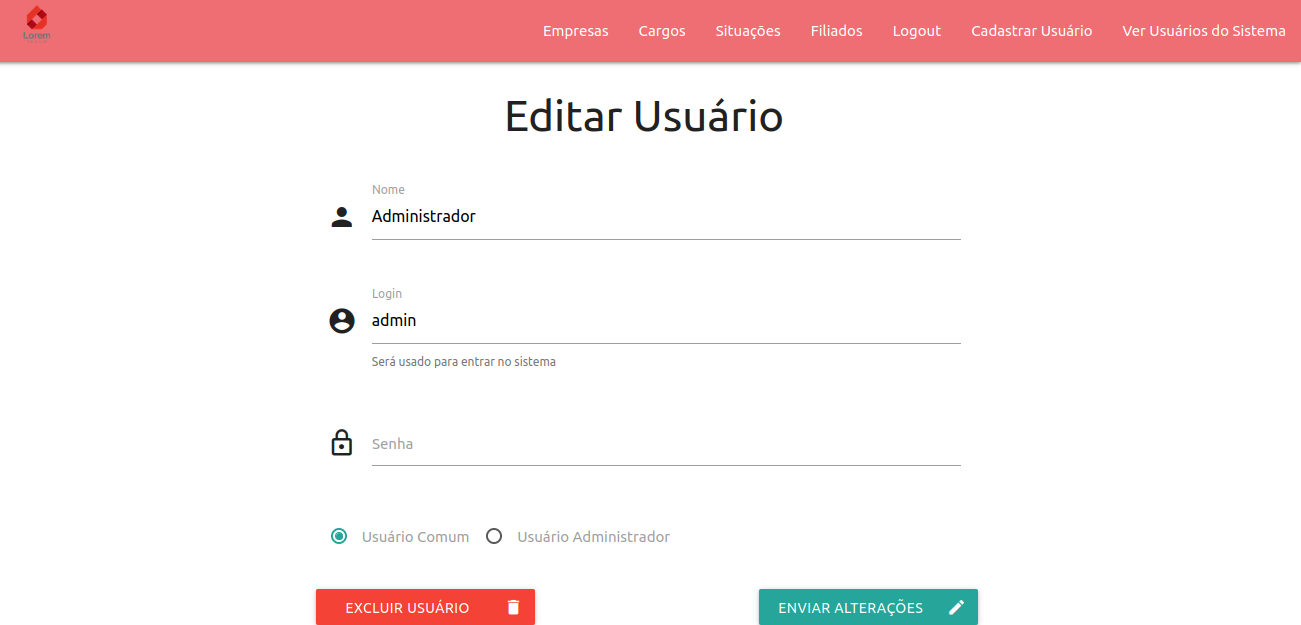 Lorem
Empresas Cargos Situações Filiados Logout Cadastrar Usuário Ver Usuários do Sistema
Editar Usuário
Nome
Administrador
Login
admin
Será usado para entrar no sistema
Senha
Usuário Comum Usuário Administrador
EXCLUIR USUÁRIO ENVIAR ALTERAÇÕES